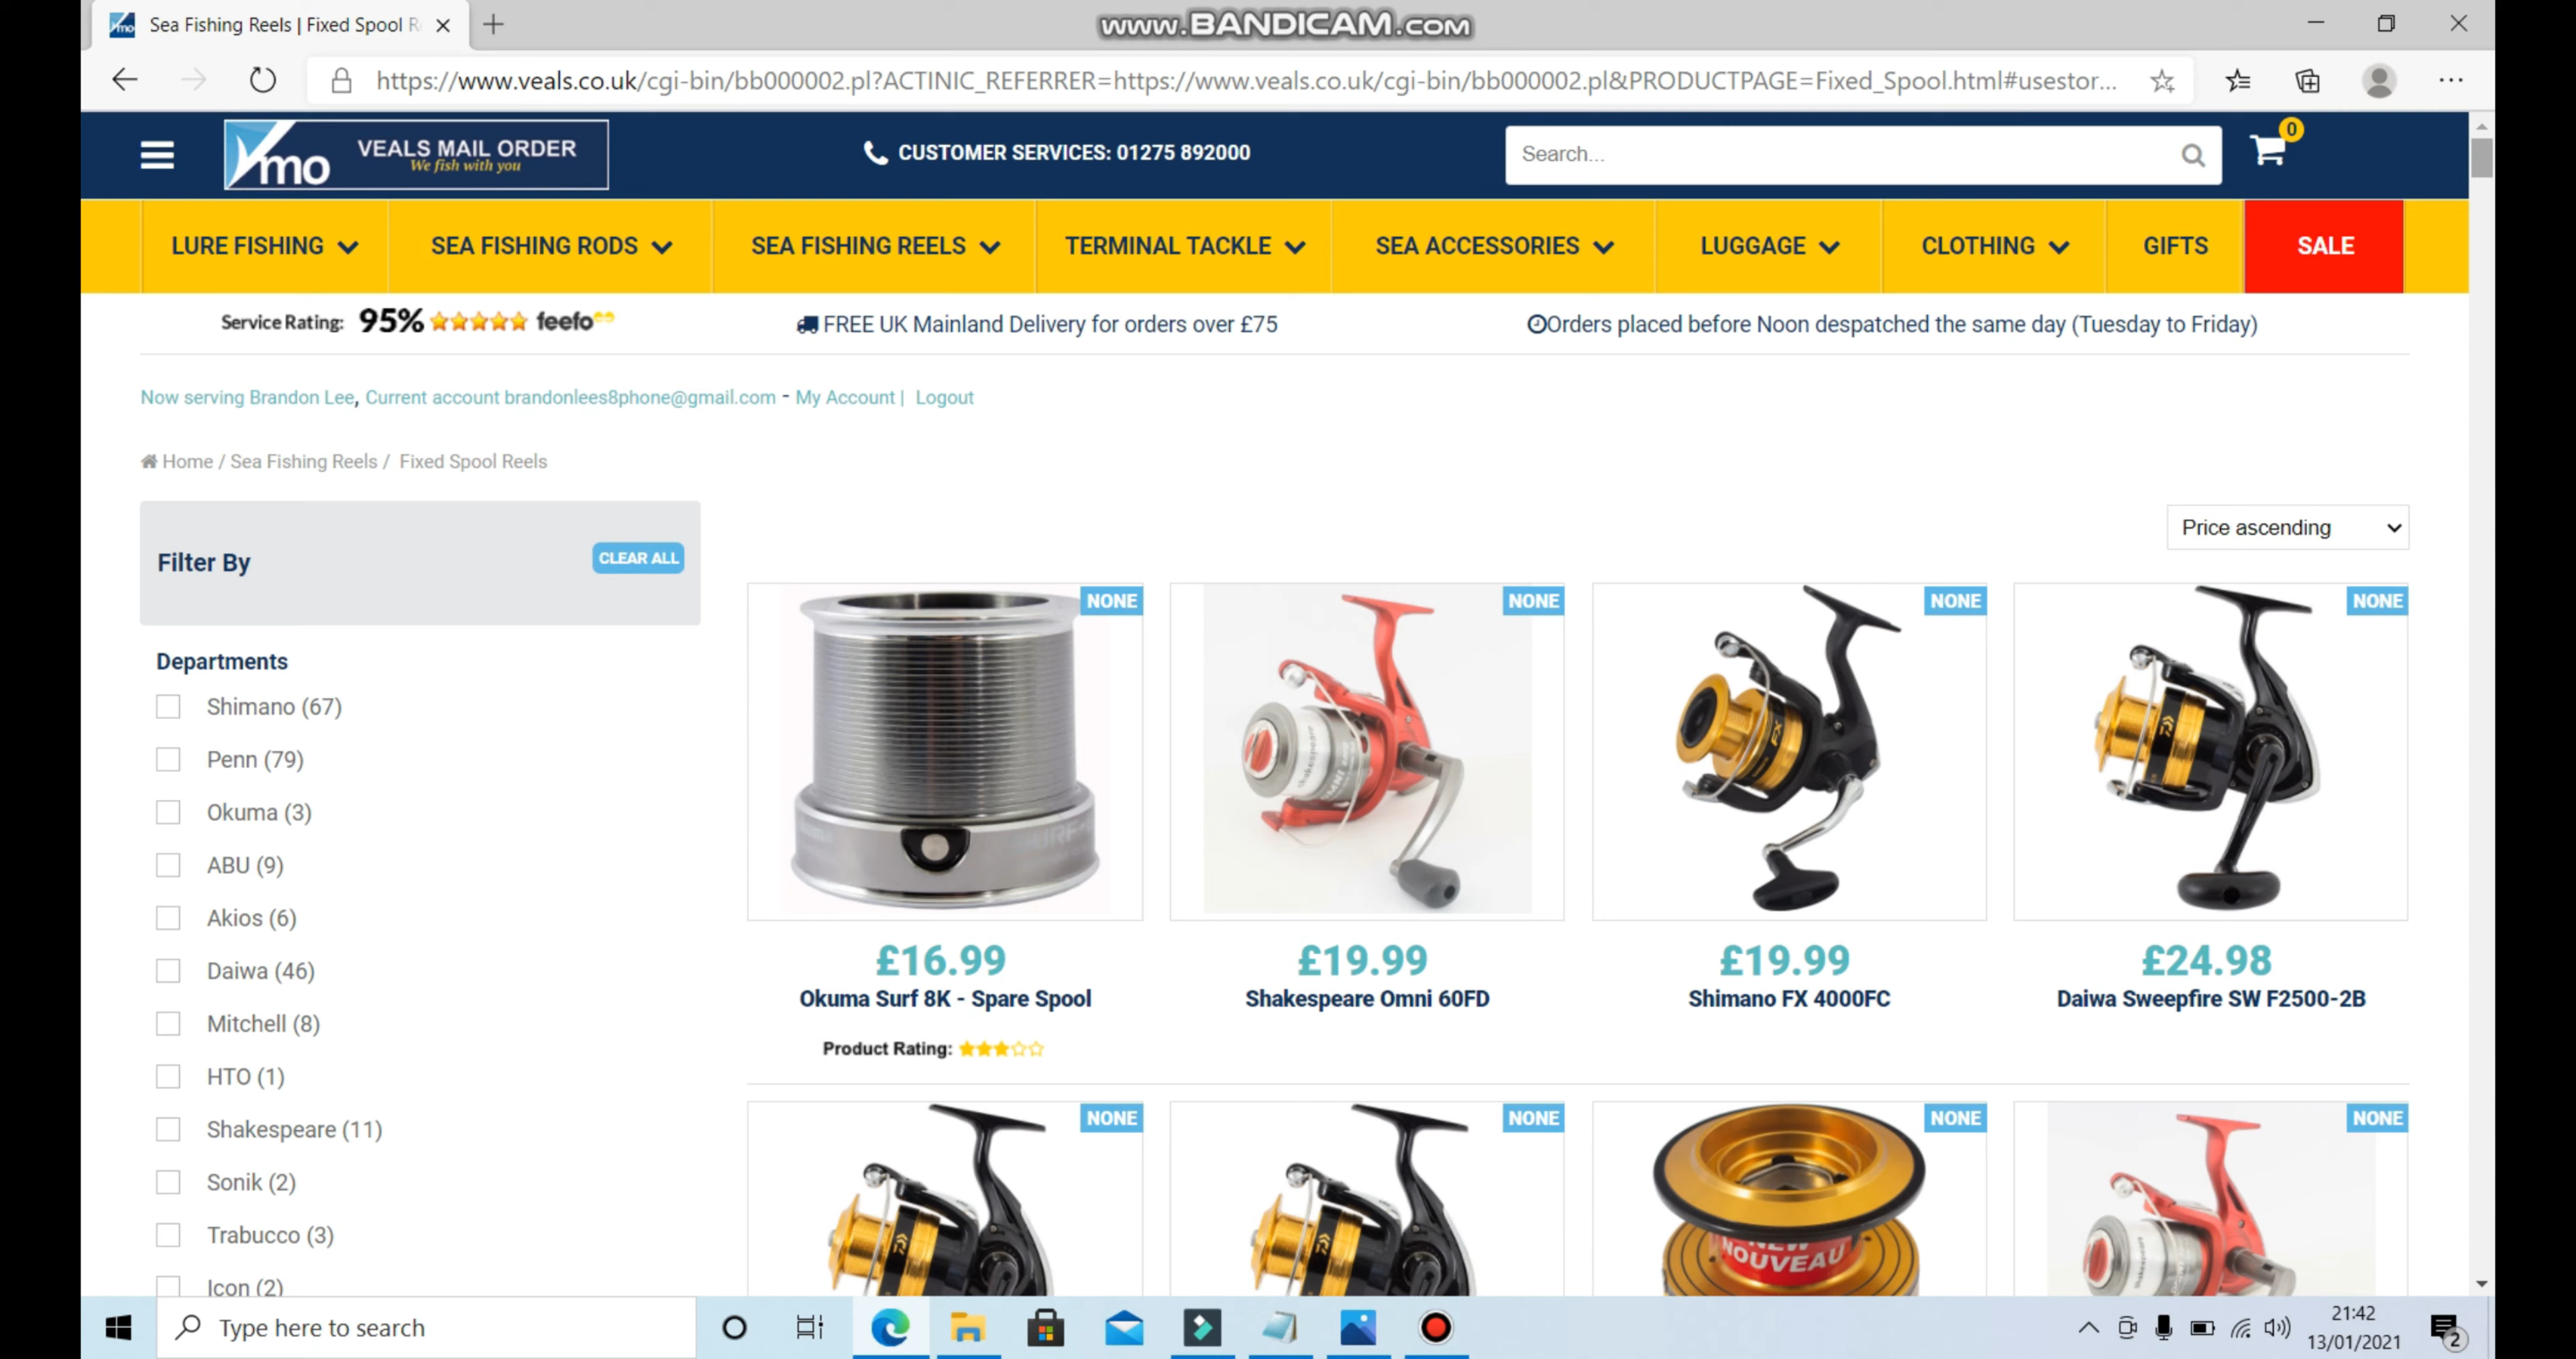 Sea Fishing Reels | Fixed Spool R
www.BANDICAM.com
https://www.veals.co.uk/cgi-bin/bb000002.pl?ACTINIC_REFERRER=https://www.veals.co.uk/cgi-bin/bb000002.pl&PRODUCTPAGE=Fixed_Spool.html#usestor...
Vmo VEALS MAIL ORDER
We fish with you
CUSTOMER SERVICES: 01275 892000
Search...
0
LURE FISHING SEA FISHING RODS SEA FISHING REELS TERMINAL TACKLE SEA ACCESSORIES LUGGAGE CLOTHING GIFTS SALE
Service Rating: 95% feefo FREE UK Mainland Delivery for orders over £75 Orders placed before Noon despatched the same day (Tuesday to Friday)
Now serving Brandon Lee, Current account brandonlees8phone@gmail.com - My Account | Logout
Home / Sea Fishing Reels / Fixed Spool Reels
Filter By CLEAR ALL
Price ascending
Departments
Shimano (67)
Penn (79)
Okuma (3)
ABU (9)
Akios (6)
Daiwa (46)
Mitchell (8)
HTO (1)
Shakespeare (11)
Sonik (2)
Trabucco (3)
Icon (2)
NONE NONE NONE NONE
£16.99 £19.99 £19.99 £24.98
Okuma Surf 8K - Spare Spool Shakespeare Omni 60FD Shimano FX 4000FC Daiwa Sweepfire SW F2500-2B
Product Rating:
NONE NONE NONE NONE
NEW
NOUVEAU
Type here to search
21:42
13/01/2021
2